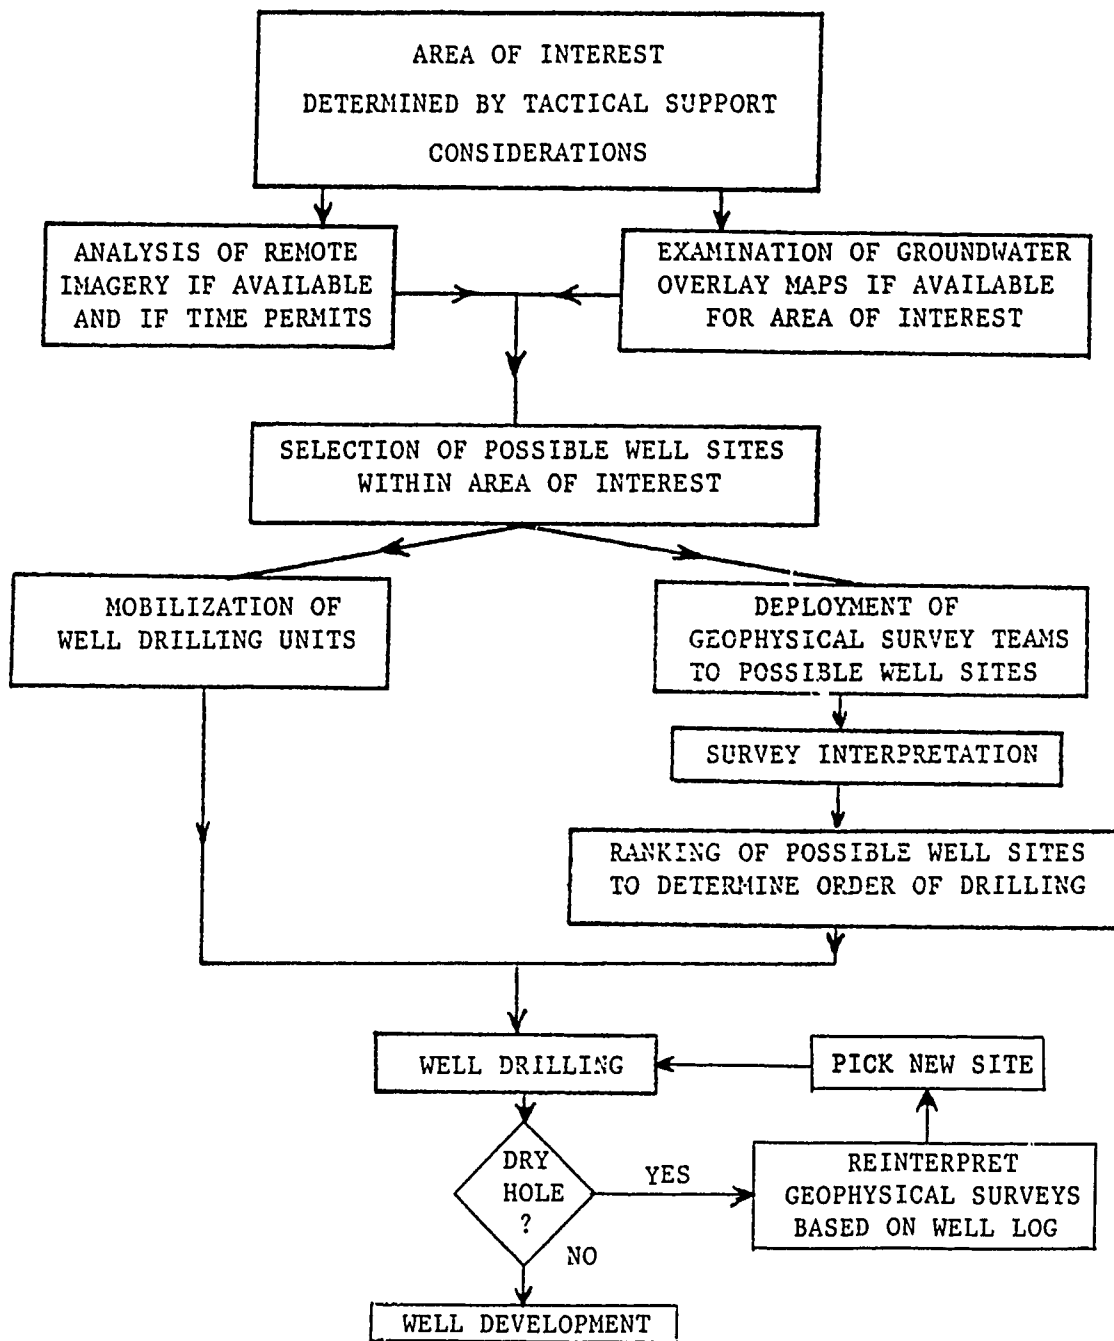 AREA OF INTEREST
DETERMINED BY TACTICAL SUPPORT
CONSIDERATIONS
ANALYSIS OF REMOTE
IMAGERY IF AVAILABLE
AND IF TIME PERMITS
EXAMINATION OF GROUNDWATER
OVERLAY MAPS IF AVAILABLE
FOR AREA OF INTEREST
SELECTION OF POSSIBLE WELL SITES
WITHIN AREA OF INTEREST
MOBILIZATION OF
WELL DRILLING UNITS
DEPLOYMENT OF
GEOPHYSICAL SURVEY TEAMS
TO POSSIBLE WELL SITES
SURVEY INTERPRETATION
RANKING OF POSSIBLE WELL SITES
TO DETERMINE ORDER OF DRILLING
WELL DRILLING
PICK NEW SITE
DRY
HOLE
?
YES
REINTERPRET
GEOPHYSICAL SURVEYS
BASED ON WELL LOG
NO
WELL DEVELOPMENT